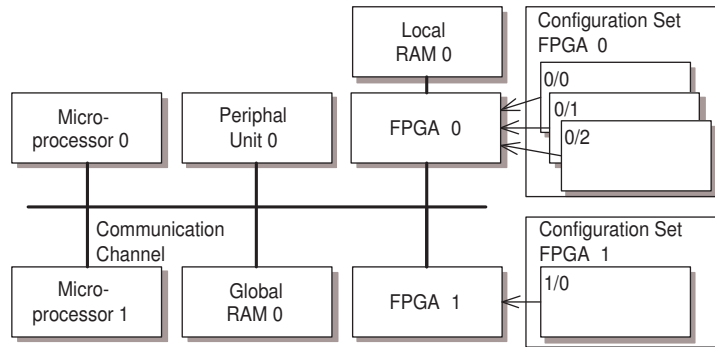 Local
RAM 0
Configuration Set
FPGA 0
0/0
0/1
0/2
Micro-
processor 0
Periphal
Unit 0
FPGA 0
Communication
Channel
Configuration Set
FPGA 1
1/0
Micro-
processor 1
Global
RAM 0
FPGA 1